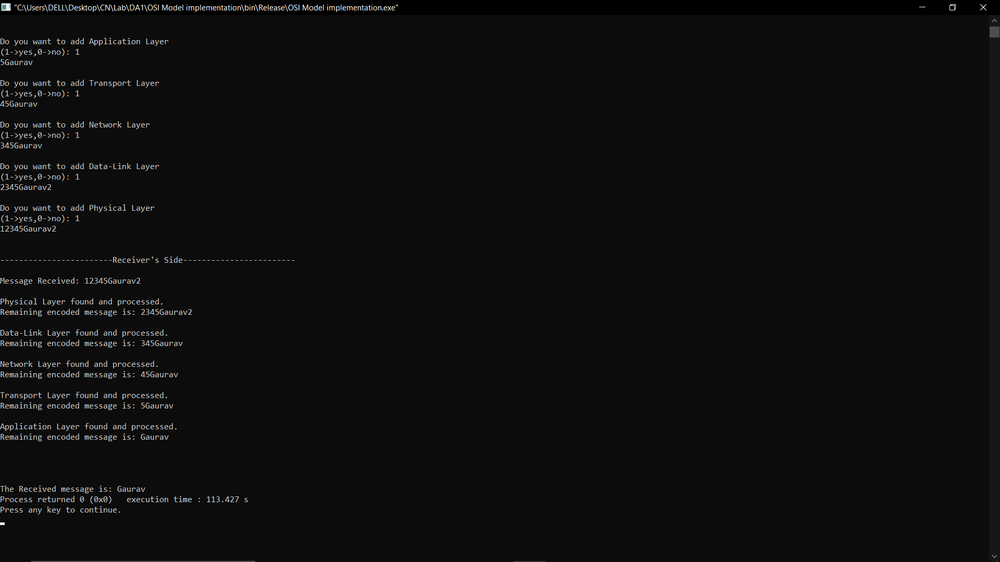 "C:\Users\DELL\Desktop\CN\Lab\DA1\OSI Model implementation\bin\Release\OSI Model implementation.exe"
Do you want to add Application Layer
(1->yes,0->no): 1
5Gaurav
Do you want to add Transport Layer
(1->yes,0->no): 1
45Gaurav
Do you want to add Network Layer
(1->yes,0->no): 1
345Gaurav
Do you want to add Data-Link Layer
(1->yes,0->no): 1
2345Gaurav2
Do you want to add Physical Layer
(1->yes,0->no): 1
12345Gaurav2
------------------------Receiver's Side------------------------
Message Received: 12345Gaurav2
Physical Layer found and processed.
Remaining encoded message is: 2345Gaurav2
Data-Link Layer found and processed.
Remaining encoded message is: 345Gaurav
Network Layer found and processed.
Remaining encoded message is: 45Gaurav
Transport Layer found and processed.
Remaining encoded message is: 5Gaurav
Application Layer found and processed.
Remaining encoded message is: Gaurav
The Received message is: Gaurav
Process returned 0 (0x0)   execution time : 113.427 s
Press any key to continue.